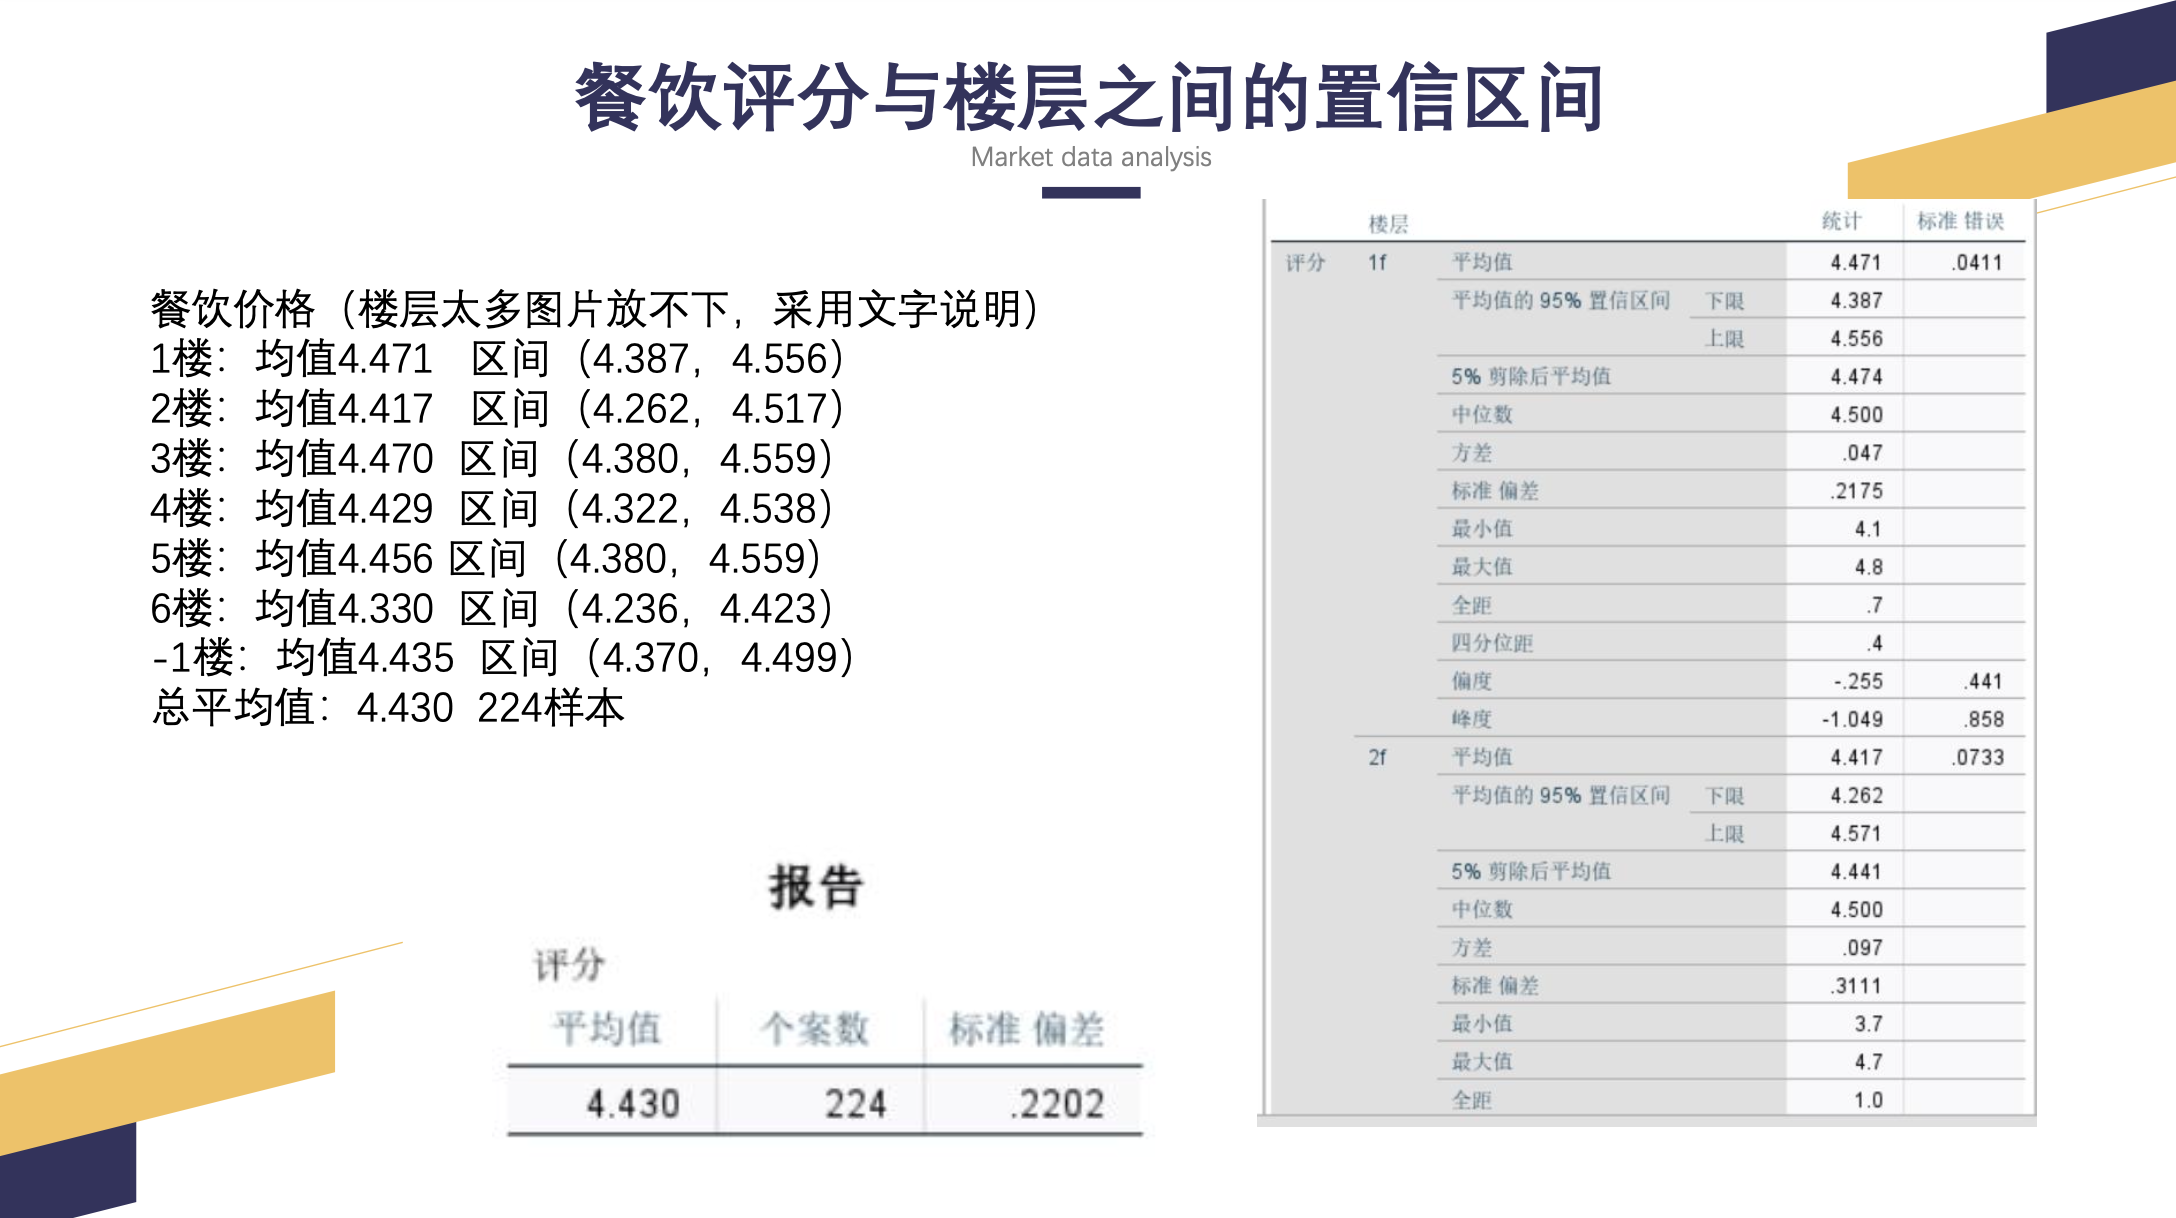 餐饮评分与楼层之间的置信区间
Market data analysis
餐饮价格（楼层太多图片放不下，采用文字说明）
1楼：均值4.471 区间（4.387，4.556）
2楼：均值4.417 区间（4.262，4.517）
3楼：均值4.470 区间（4.380，4.559）
4楼：均值4.429 区间（4.322，4.538）
5楼：均值4.456 区间（4.380，4.559）
6楼：均值4.330 区间（4.236，4.423）
-1楼：均值4.435 区间（4.370，4.499）
总平均值：4.430 224样本
报告
评分
平均值 个案数 标准 偏差
4.430 224 .2202
楼层 统计 标准 错误
评分 1f 平均值 4.471 .0411
平均值的 95% 置信区间 下限 4.387
上限 4.556
5% 剪除后平均值 4.474
中位数 4.500
方差 .047
标准 偏差 .2175
最小值 4.1
最大值 4.8
全距 .7
四分位距 .4
偏度 -.255 .441
峰度 -1.049 .858
2f 平均值 4.417 .0733
平均值的 95% 置信区间 下限 4.262
上限 4.571
5% 剪除后平均值 4.441
中位数 4.500
方差 .097
标准 偏差 .3111
最小值 3.7
最大值 4.7
全距 1.0